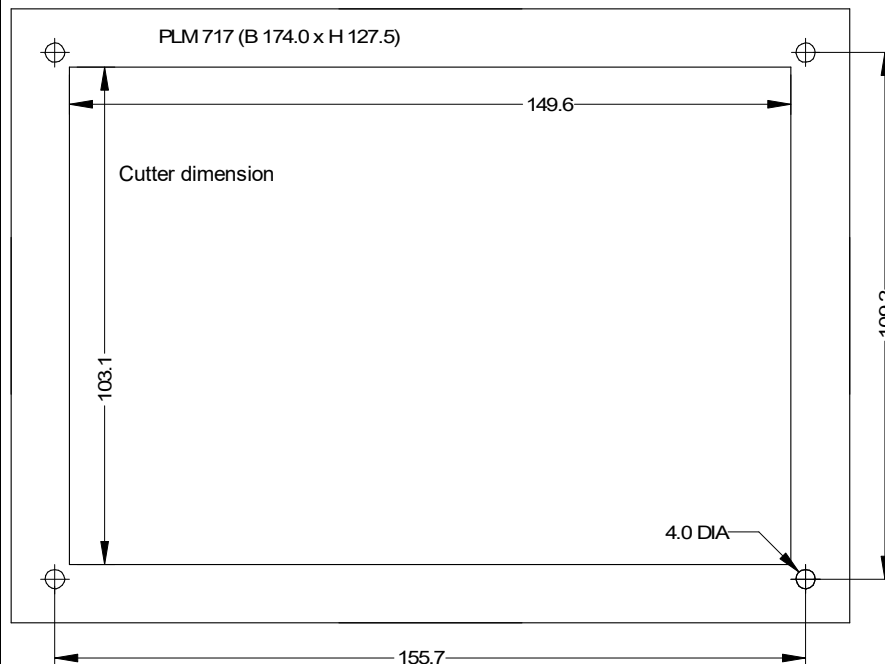 PLM 717 (B 174.0 x H 127.5)
149.6
Cutter dimension
103.1
4.0 DIA
155.7